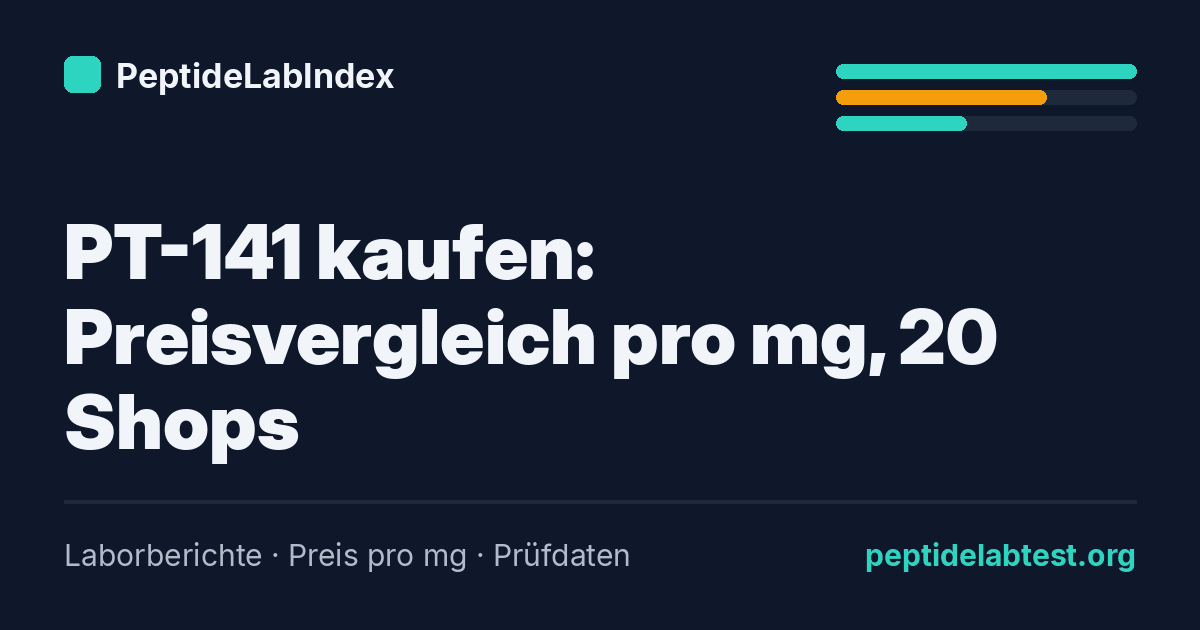 PeptideLabIndex
PT-141 kaufen:
Preisvergleich pro mg, 20
Shops
Laborberichte · Preis pro mg · Prüfdaten
peptidelabtest.org